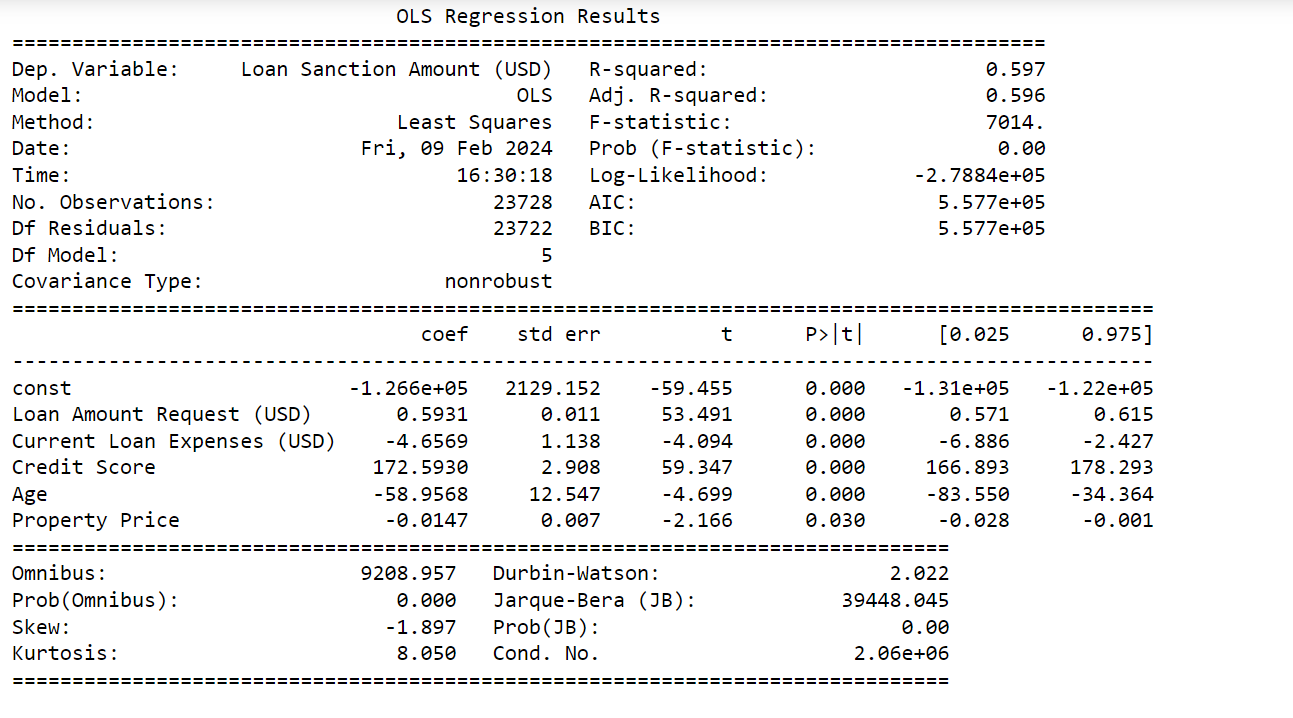 OLS Regression Results
======================================================================================
Dep. Variable:     Loan Sanction Amount (USD)   R-squared:                       0.597
Model:                                    OLS   Adj. R-squared:                  0.596
Method:                         Least Squares   F-statistic:                     7014.
Date:                        Fri, 09 Feb 2024   Prob (F-statistic):               0.00
Time:                                16:30:18   Log-Likelihood:            -2.7884e+05
No. Observations:                       23728   AIC:                         5.577e+05
Df Residuals:                           23722   BIC:                         5.577e+05
Df Model:                                   5
Covariance Type:                    nonrobust
===============================================================================================
                                  coef    std err          t      P>|t|      [0.025      0.975]
-----------------------------------------------------------------------------------------------
const                       -1.266e+05   2129.152    -59.455      0.000   -1.31e+05   -1.22e+05
Loan Amount Request (USD)       0.5931      0.011     53.491      0.000       0.571       0.615
Current Loan Expenses (USD)    -4.6569      1.138     -4.094      0.000      -6.886      -2.427
Credit Score                  172.5930      2.908     59.347      0.000     166.893     178.293
Age                           -58.9568     12.547     -4.699      0.000     -83.550     -34.364
Property Price                 -0.0147      0.007     -2.166      0.030      -0.028      -0.001
==============================================================================
Omnibus:                     9208.957   Durbin-Watson:                   2.022
Prob(Omnibus):                  0.000   Jarque-Bera (JB):            39448.045
Skew:                          -1.897   Prob(JB):                         0.00
Kurtosis:                       8.050   Cond. No.                     2.06e+06
==============================================================================